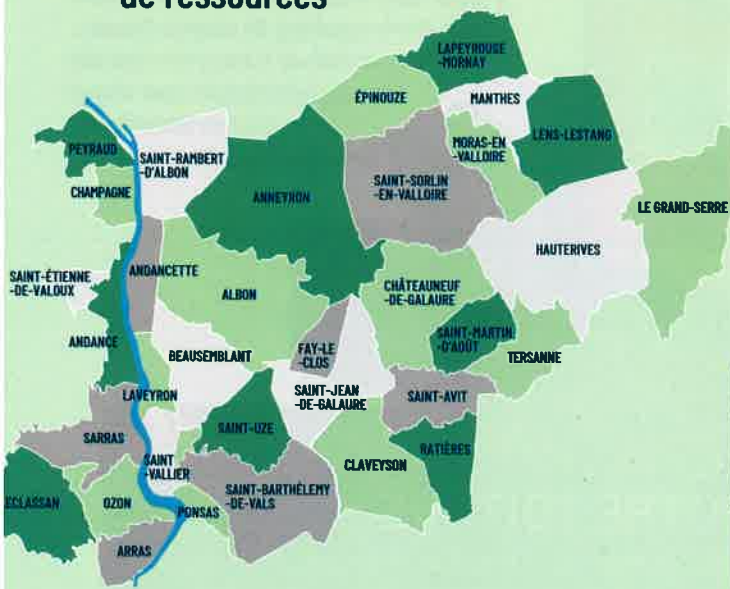 de ressources
LAPEYROUSE
-MORNAY
ÉPINOUZE
MANTHES
PEYRAUD
SAINT-RAMBERT
-D'ALBON
MORAS-EN
-VALLOIRE
LENS-LESTANG
CHAMPAGNE
ANNEYRON
SAINT-SORLIN
-EN-VALLOIRE
LE GRAND-SERRE
HAUTERIVES
SAINT-ÉTIENNE
-DE-VALOUX
ANDANCETTE
ALBON
CHÂTEAUNEUF
-DE-GALAURE
ANDANCE
BEAUSEMBLANT
FAY-LE
-CLOS
SAINT-MARTIN
-D'AOÛT
TERSANNE
LAVEYRON
SAINT-JEAN
-DE-GALAURE
SAINT-AVIT
SARRAS
SAINT-UZE
RATIÈRES
SAINT
-VALLIER
CLAVEYSON
ECLASSAN
OZON
PONSAS
SAINT-BARTHÉLEMY
-DE-VALS
ARRAS